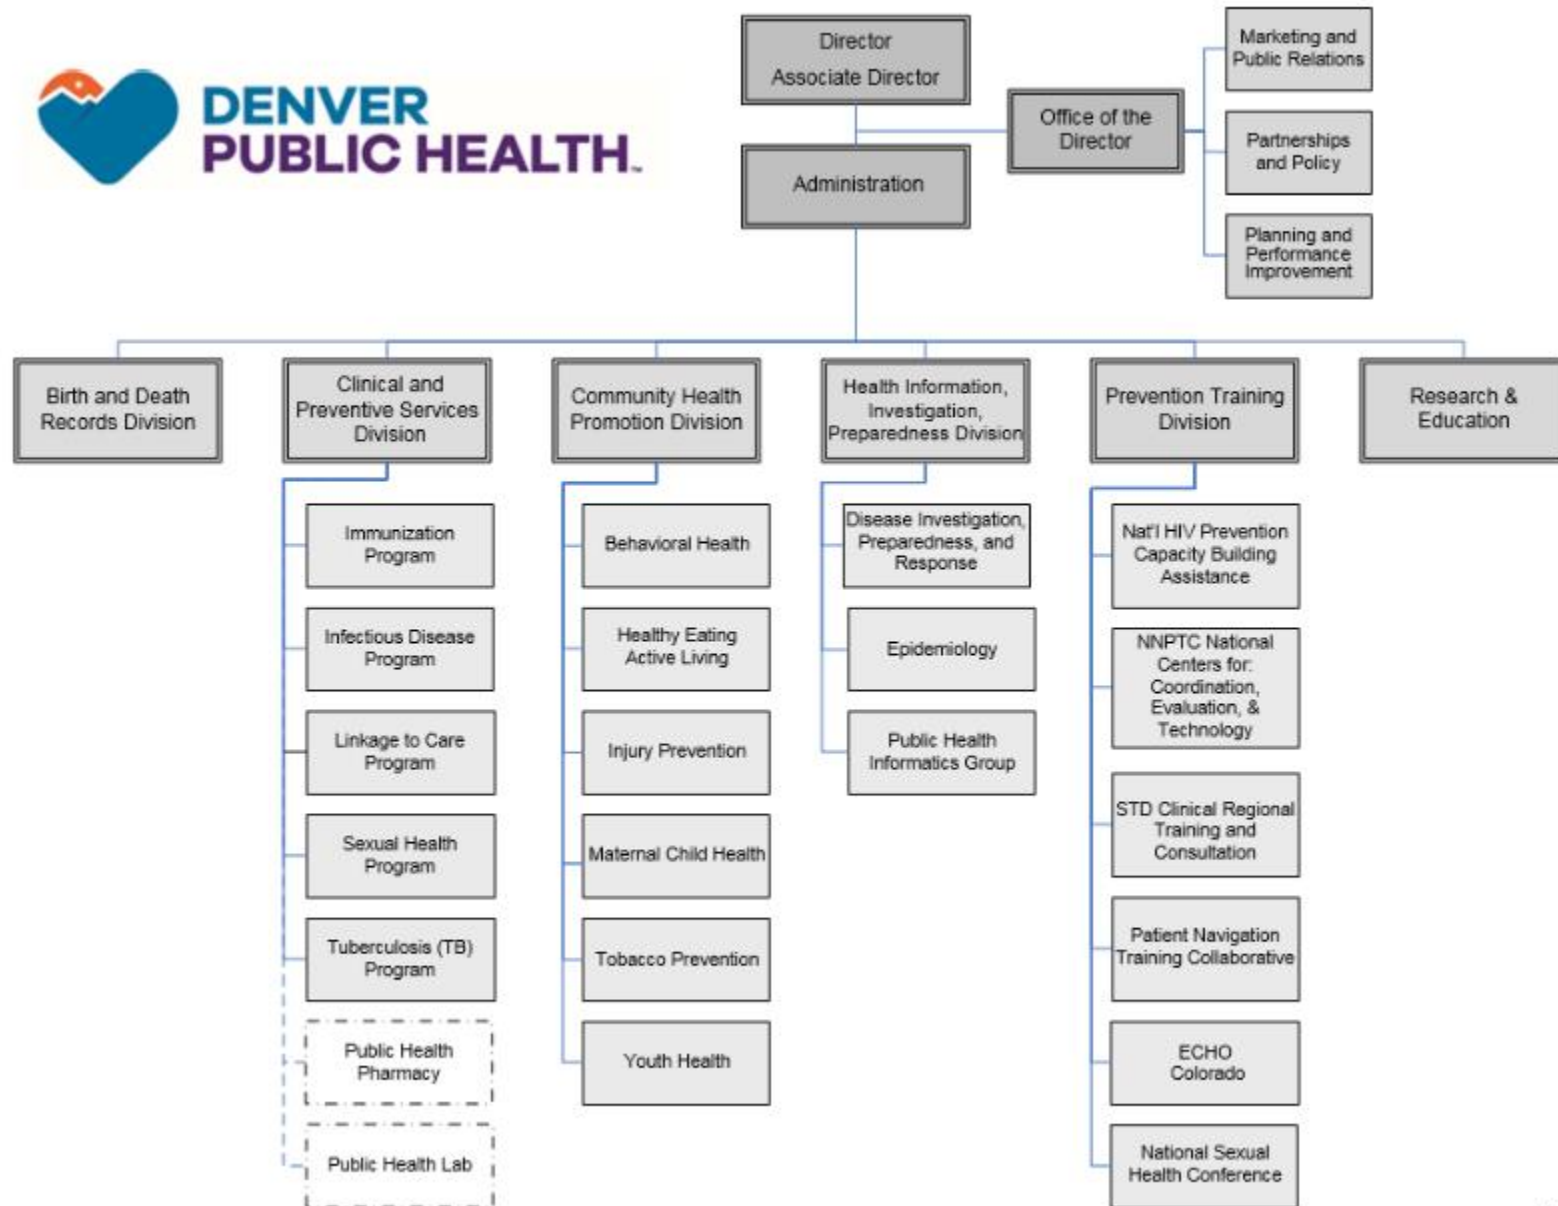 DENVER
PUBLIC HEALTH™
Director
Associate Director
Administration
Office of the
Director
Marketing and
Public Relations
Partnerships
and Policy
Planning and
Performance
Improvement
Birth and Death
Records Division
Clinical and
Preventive Services
Division
Immunization
Program
Infectious Disease
Program
Linkage to Care
Program
Sexual Health
Program
Tuberculosis (TB)
Program
Public Health
Pharmacy
Public Health Lab
Community Health
Promotion Division
Behavioral Health
Healthy Eating
Active Living
Injury Prevention
Maternal Child Health
Tobacco Prevention
Youth Health
Health Information,
Investigation,
Preparedness Division
Disease Investigation,
Preparedness, and
Response
Epidemiology
Public Health
Informatics Group
Prevention Training
Division
Nat'l HIV Prevention
Capacity Building
Assistance
NNPTC National
Centers for:
Coordination,
Evaluation, &
Technology
STD Clinical Regional
Training and
Consultation
Patient Navigation
Training Collaborative
ECHO
Colorado
National Sexual
Health Conference
Research &
Education